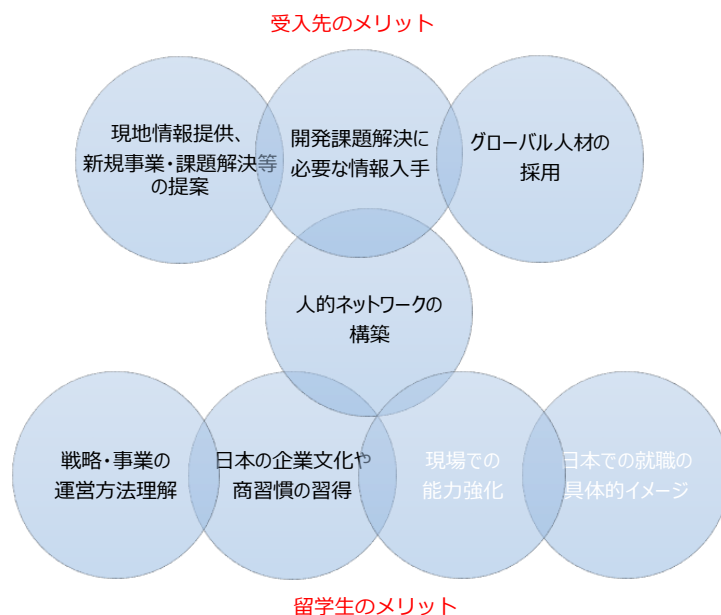 受入先のメリット
現地情報提供、
新規事業・課題解決等
の提案
開発課題解決に
必要な情報入手
グローバル人材の
採用
人的ネットワークの
構築
戦略・事業の
運営方法理解
日本の企業文化や
商習慣の習得
現場での
能力強化
日本での就職の
具体的イメージ
留学生のメリット